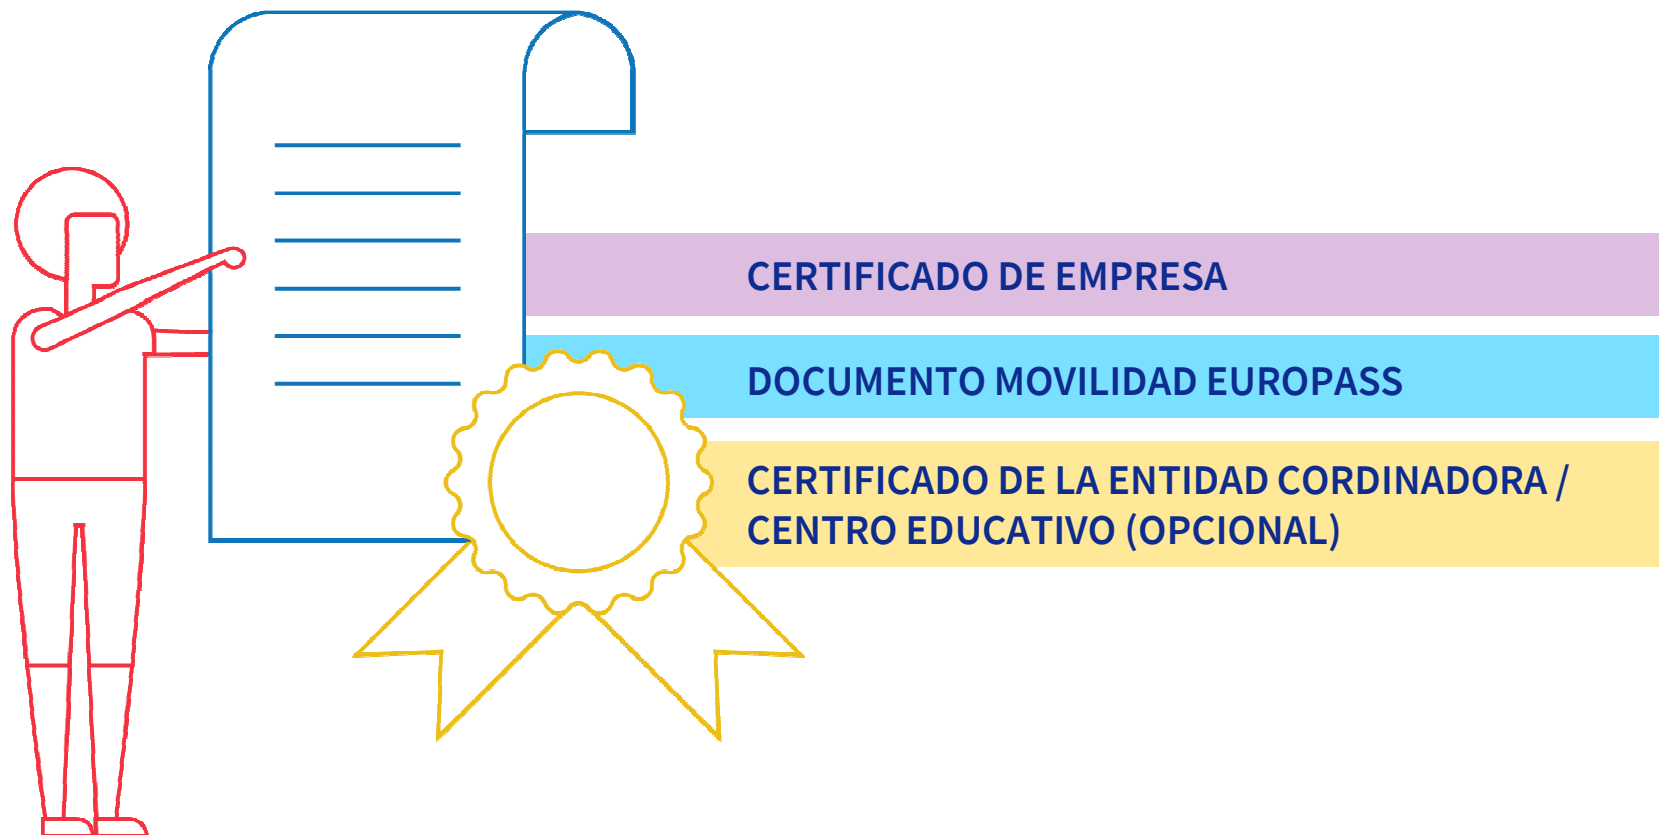 CERTIFICADO DE EMPRESA
DOCUMENTO MOVILIDAD EUROPASS
CERTIFICADO DE LA ENTIDAD CORDINADORA /
CENTRO EDUCATIVO (OPCIONAL)